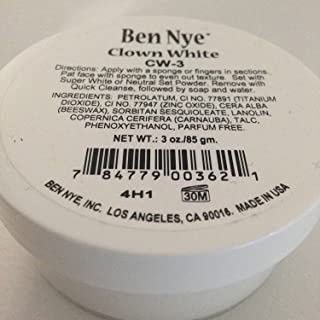 Ben Nye®
Clown White
CW-3
Directions: Apply with a sponge or fingers in sections.
Pat face with sponge to even out texture. Set with
Super White or Neutral Set Powder. Remove with
Quick Cleanse, followed by soap and water.
INGREDIENTS: PETROLATUM, CI NO. 77891 (TITANIUM
DIOXIDE), CI NO. 77947 (ZINC OXIDE), CERA ALBA
(BEESWAX), SORBITAN SESQUIOLEATE, LANOLIN,
COPERNICA CERIFERA (CARNAUBA), TALC,
PHENOXYETHANOL, PARFUM FREE.
NET WT.: 3 oz./85 gm.
7 84779 00362 1
4H1
30M
BEN NYE, INC. LOS ANGELES, CA 90016. MADE IN USA